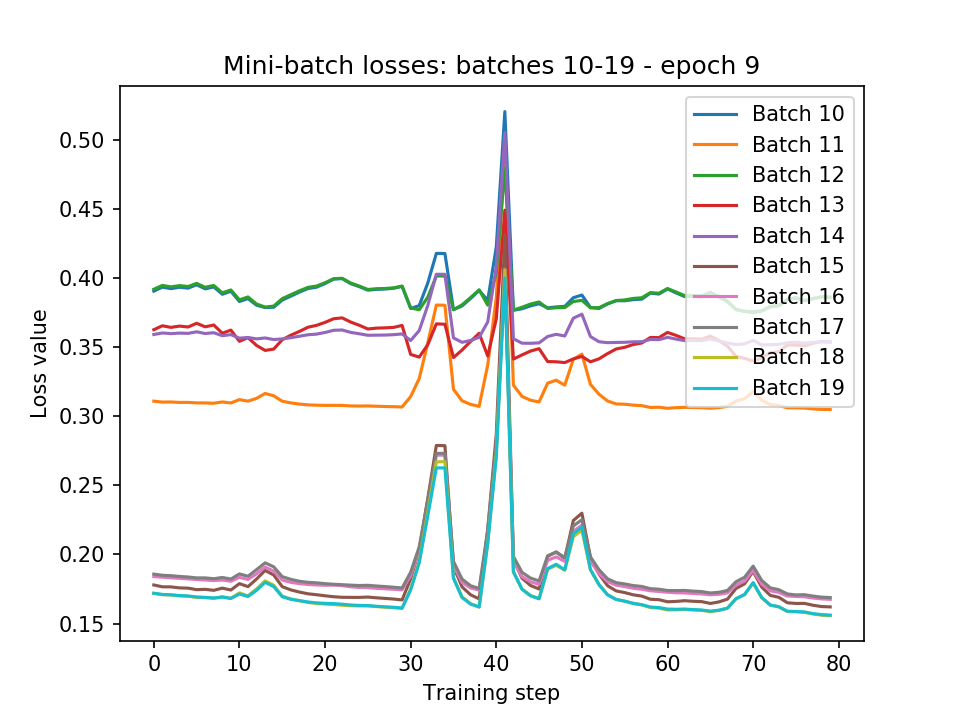 Mini-batch losses: batches 10-19 - epoch 9
Loss value
0.50
0.45
0.40
0.35
0.30
0.25
0.20
0.15
Batch 10
Batch 11
Batch 12
Batch 13
Batch 14
Batch 15
Batch 16
Batch 17
Batch 18
Batch 19
0 10 20 30 40 50 60 70 80
Training step